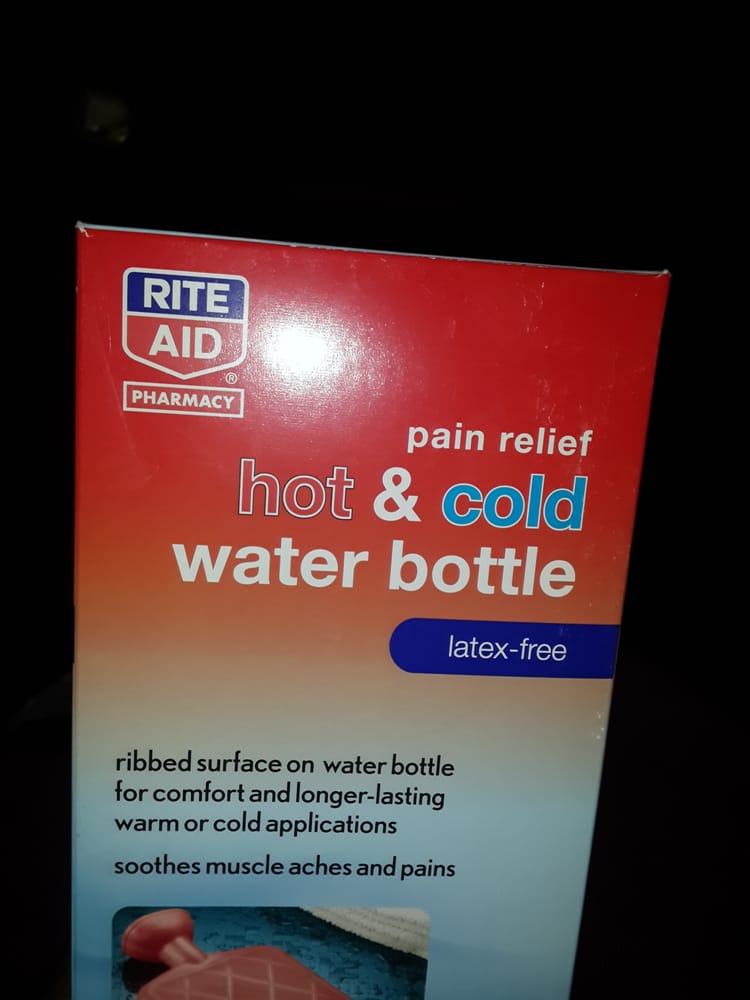 RITE
AID
®
PHARMACY
pain relief
hot & cold
water bottle
latex-free
ribbed surface on water bottle
for comfort and longer-lasting
warm or cold applications
soothes muscle aches and pains